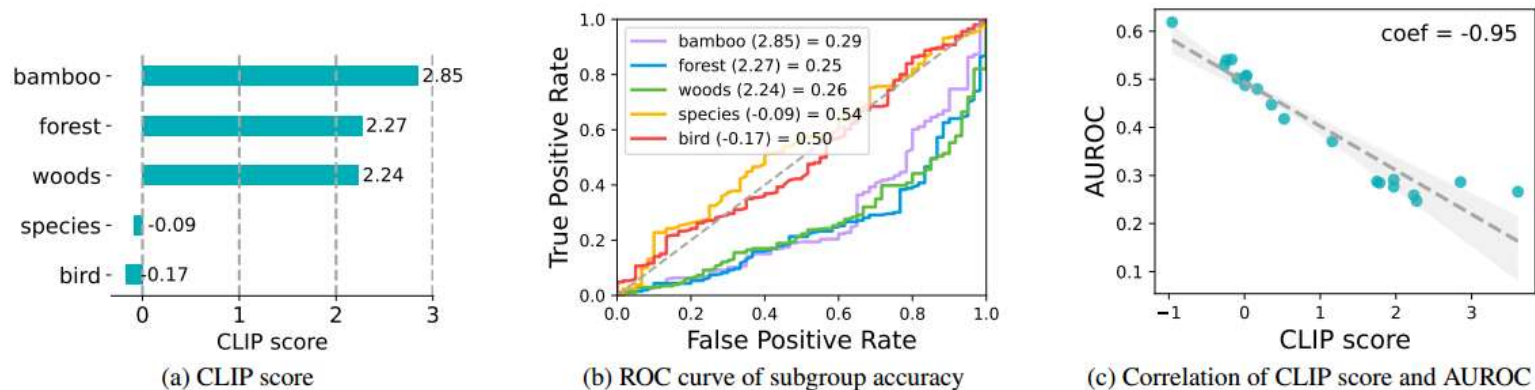 bamboo
forest
woods
species
bird
2.85
2.27
2.24
-0.09
-0.17
0 1 2 3
CLIP score
(a) CLIP score
True Positive Rate
1.0
0.8
0.6
0.4
0.2
0.0
bamboo (2.85) = 0.29
forest (2.27) = 0.25
woods (2.24) = 0.26
species (-0.09) = 0.54
bird (-0.17) = 0.50
0.0 0.2 0.4 0.6 0.8 1.0
False Positive Rate
(b) ROC curve of subgroup accuracy
AUROC
0.6
0.5
0.4
0.3
0.2
0.1
coef = -0.95
−1 0 1 2 3
CLIP score
(c) Correlation of CLIP score and AUROC